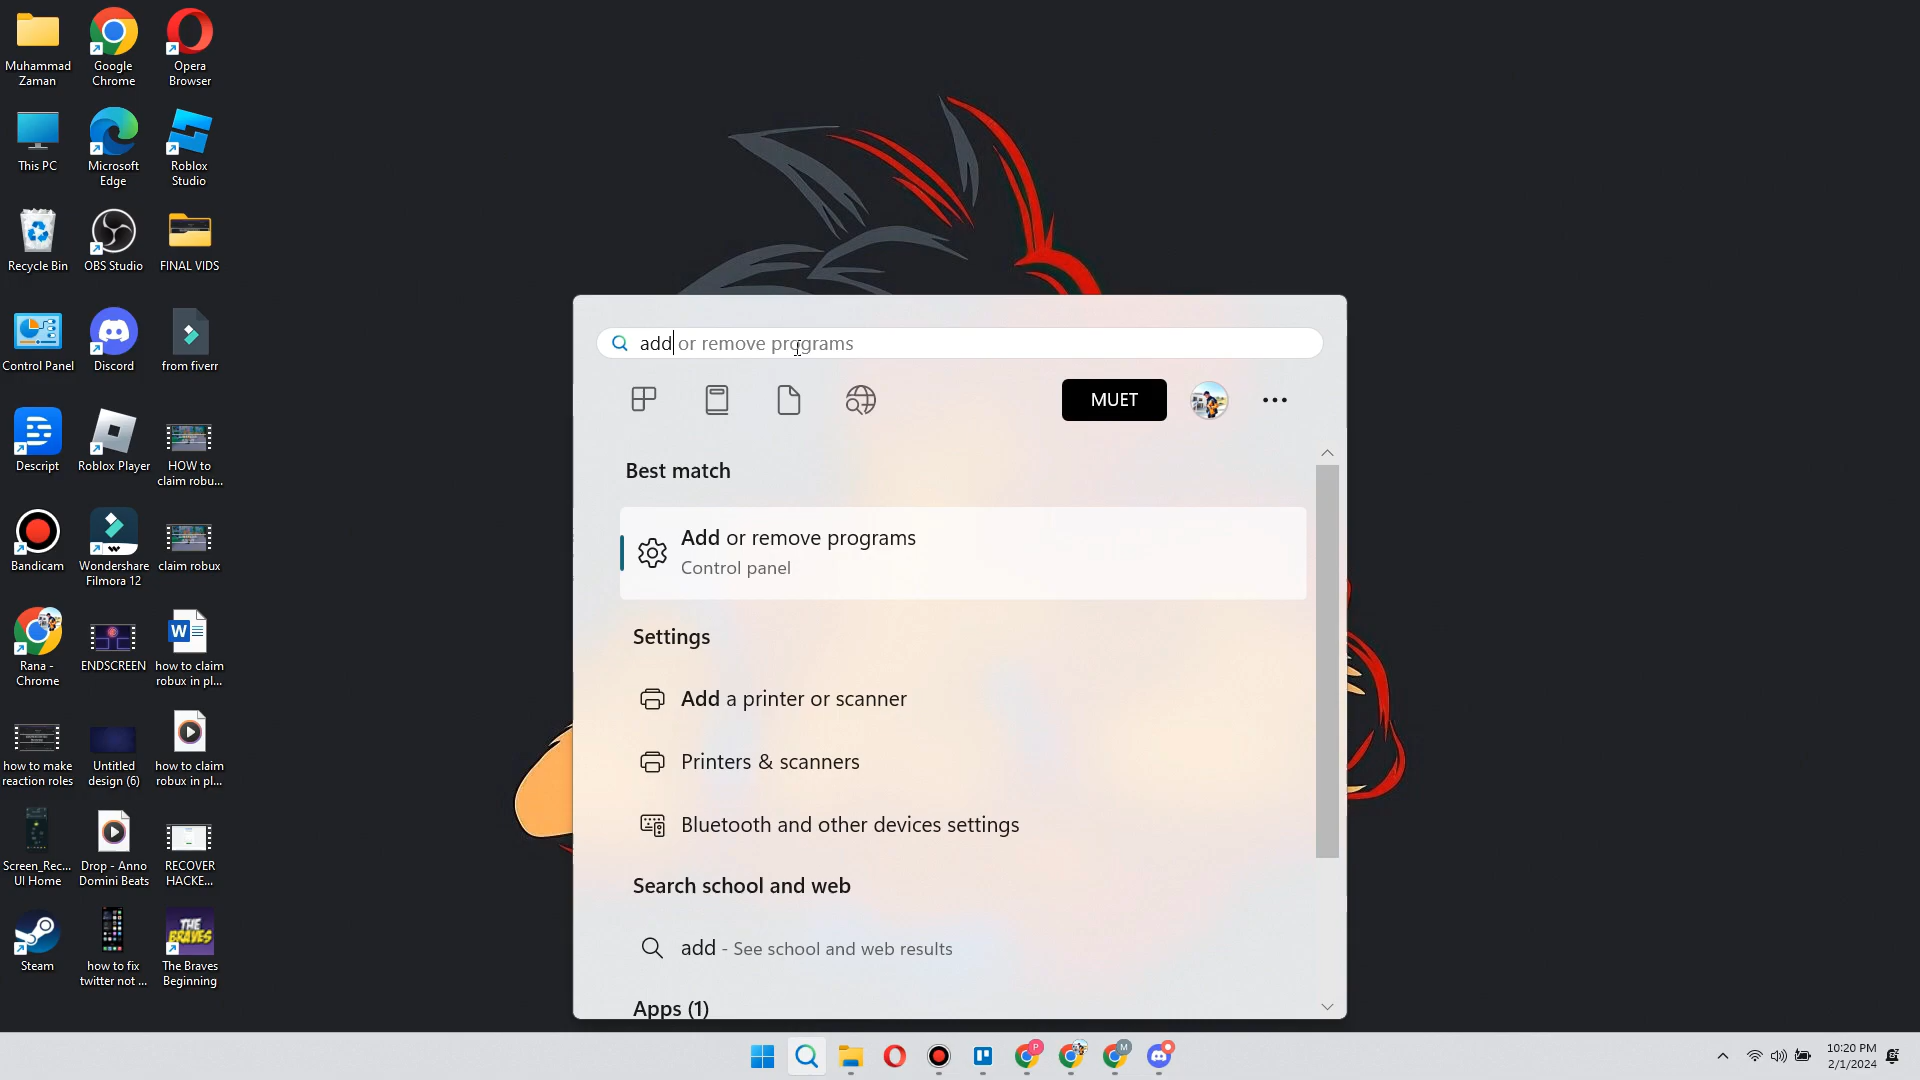 Muhammad
Zaman
Google
Chrome
Opera
Browser
This PC
Microsoft
Edge
Roblox
Studio
Recycle Bin
OBS Studio
FINAL VIDS
Control Panel
Discord
from fiverr
Descript
Roblox Player
HOW to
claim robu...
Bandicam
Wondershare
Filmora 12
claim robux
Rana -
Chrome
ENDSCREEN
how to claim
robux in pl...
how to make
reaction roles
Untitled
design (6)
how to claim
robux in pl...
Screen_Rec...
UI Home
Drop - Anno
Domini Beats
RECOVER
HACKE...
Steam
how to fix
twitter not ...
THE
BRAVES
The Braves
Beginning
add or remove programs
MUET
Best match
Add or remove programs
Control panel
Settings
Add a printer or scanner
Printers & scanners
Bluetooth and other devices settings
Search school and web
add - See school and web results
Apps (1)
P
M
10:20 PM
2/1/2024